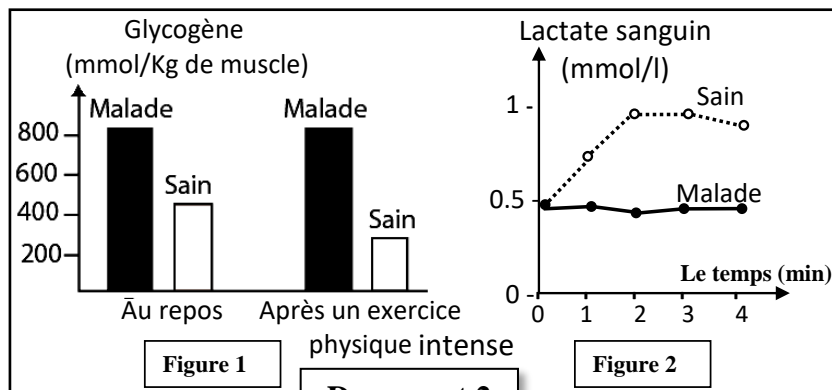 Glycogène
(mmol/Kg de muscle)
Malade
Malade
800
600
Sain
400
Sain
200
Au repos
Après un exercice
physique intense
Figure 1
Lactate sanguin
(mmol/l)
1
Sain
0.5
Malade
Le temps (min)
0
0 1 2 3 4
Figure 2